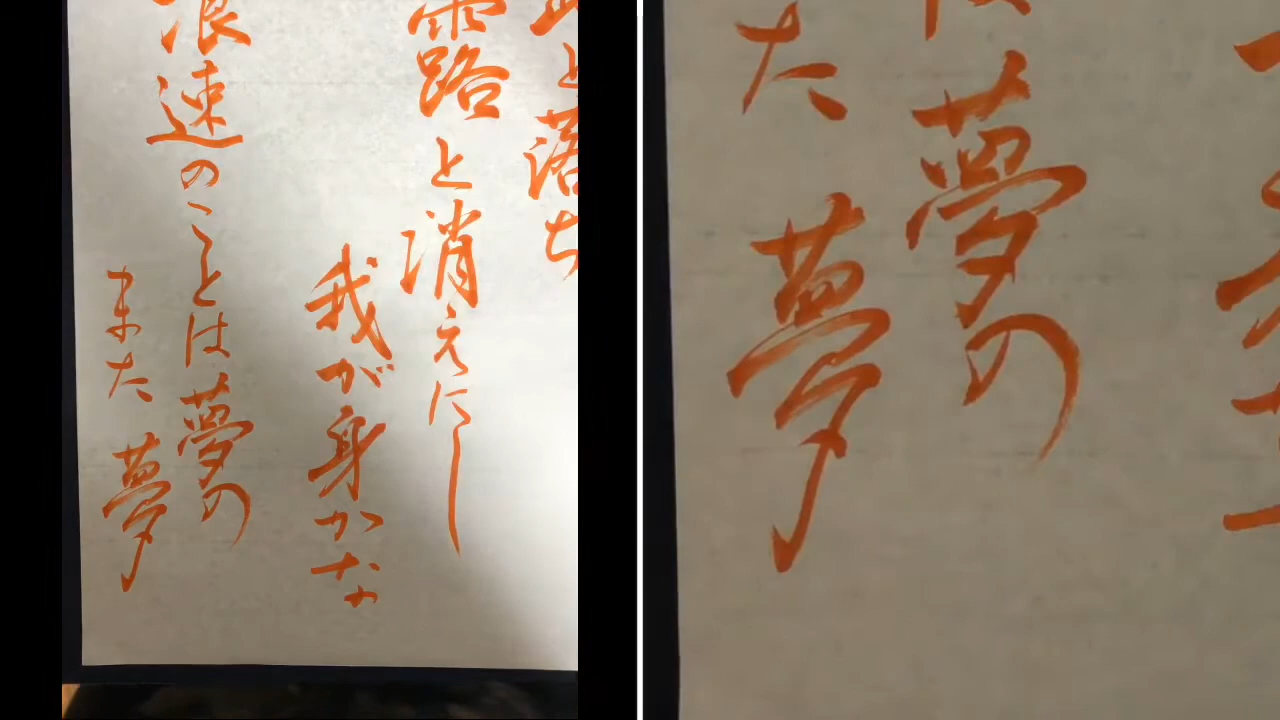 と落ち
露と消えにし
我が身かな
浪速のことは夢の
また夢
夢の
た夢